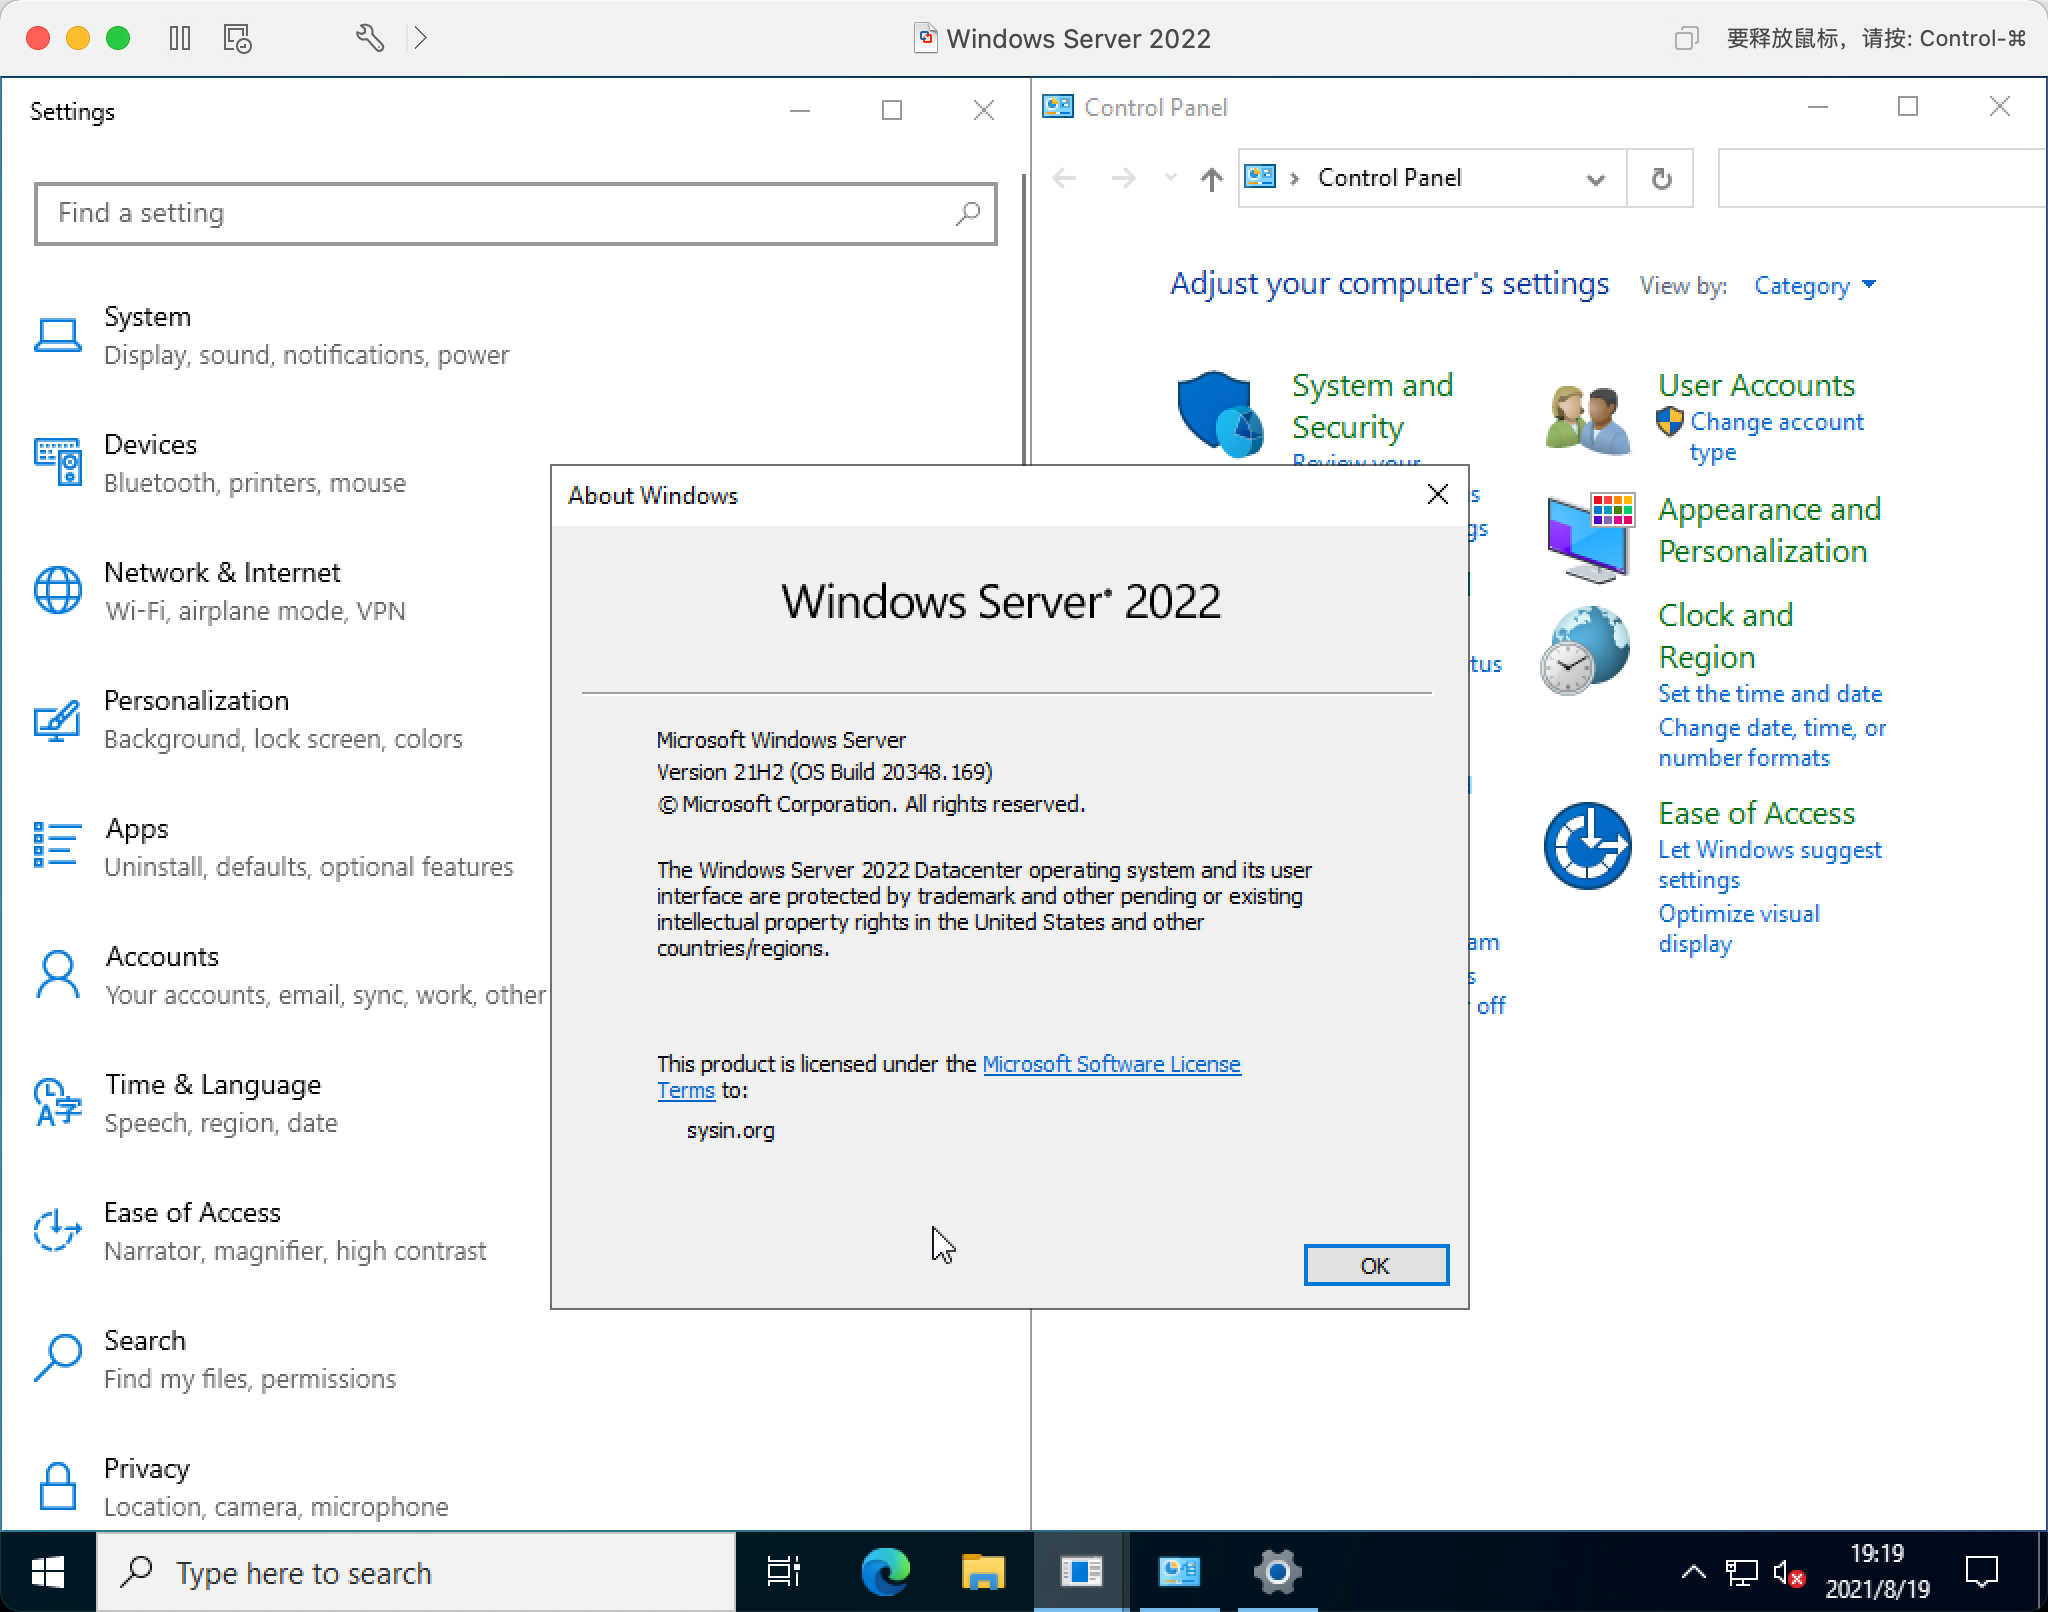 Windows Server 2022
要释放鼠标，请按: Control-⌘
Settings
Find a setting
System
Display, sound, notifications, power
Devices
Bluetooth, printers, mouse
Network & Internet
Wi-Fi, airplane mode, VPN
Personalization
Background, lock screen, colors
Apps
Uninstall, defaults, optional features
Accounts
Your accounts, email, sync, work, other
Time & Language
Speech, region, date
Ease of Access
Narrator, magnifier, high contrast
Search
Find my files, permissions
Privacy
Location, camera, microphone
Control Panel
Control Panel
Adjust your computer's settings
View by: Category
System and
Security
Review your
User Accounts
Change account
type
Appearance and
Personalization
Clock and
Region
Set the time and date
Change date, time, or
number formats
Ease of Access
Let Windows suggest
settings
Optimize visual
display
off
About Windows
Windows Server 2022
Microsoft Windows Server
Version 21H2 (OS Build 20348.169)
© Microsoft Corporation. All rights reserved.
The Windows Server 2022 Datacenter operating system and its user
interface are protected by trademark and other pending or existing
intellectual property rights in the United States and other
countries/regions.
This product is licensed under the Microsoft Software License
Terms to:
sysin.org
OK
Type here to search
19:19
2021/8/19